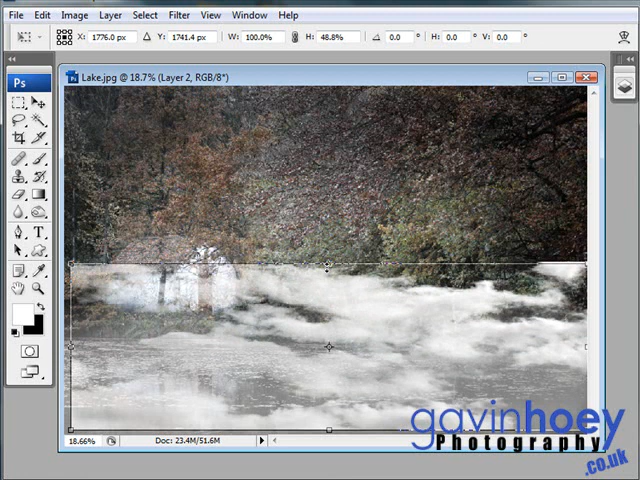 File Edit Image Layer Select Filter View Window Help
X: 1776.0 px Y: 1741.4 px W: 100.0% H: 48.8% 0.0 ° H: 0.0 ° V: 0.0 °
Ps
Lake.jpg @ 18.7% (Layer 2, RGB/8*)
T
18.66% Doc: 23.4M/51.6M
gavinhoey
Photography
.co.uk